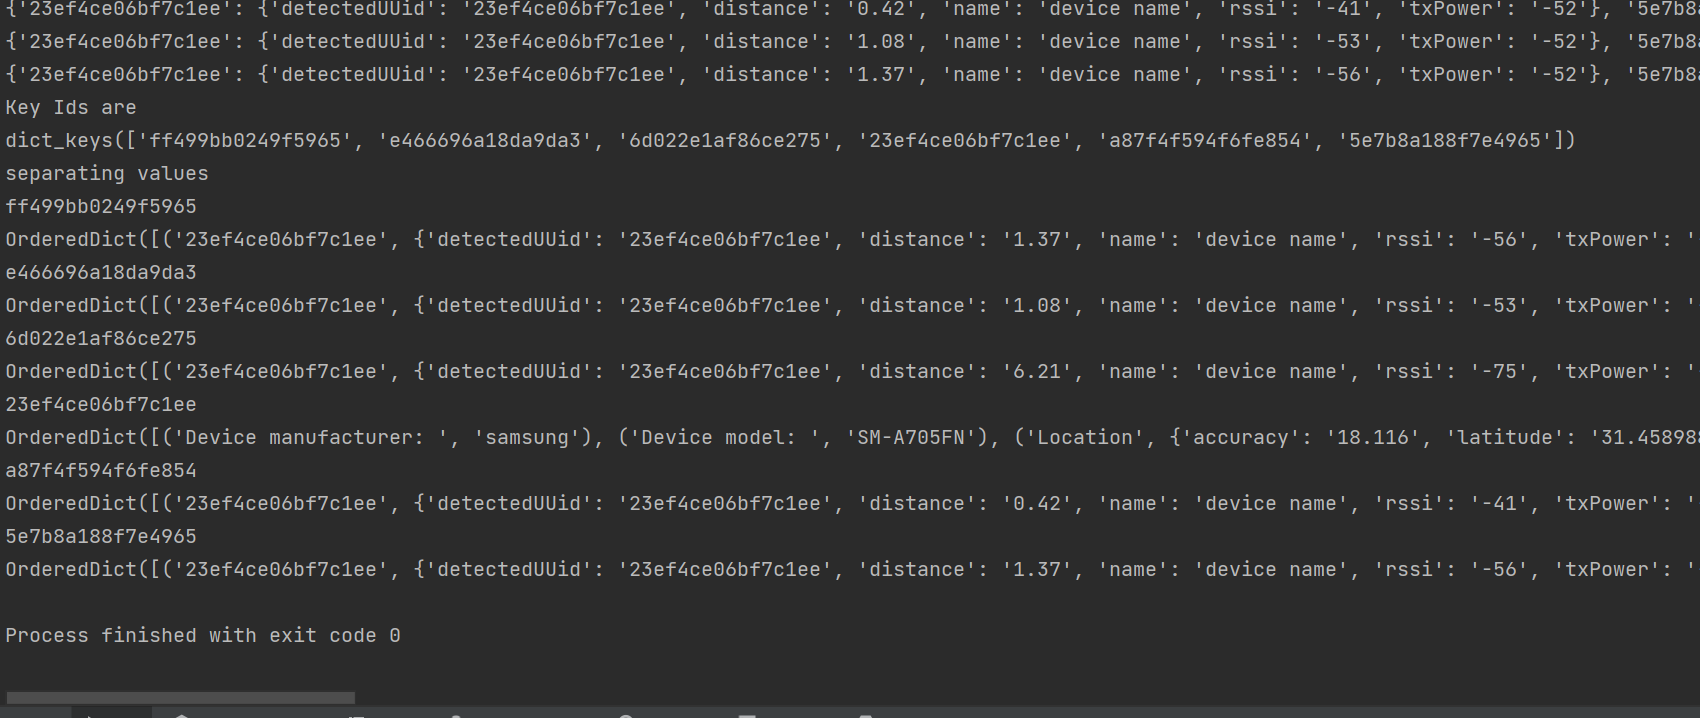 {'23ef4ce06bf7c1ee': {'detectedUUid': '23ef4ce06bf7c1ee', 'distance': '0.42', 'name': 'device name', 'rssi': '-41', 'txPower': '-52'}, '5e7b8a
{'23ef4ce06bf7c1ee': {'detectedUUid': '23ef4ce06bf7c1ee', 'distance': '1.08', 'name': 'device name', 'rssi': '-53', 'txPower': '-52'}, '5e7b8a
{'23ef4ce06bf7c1ee': {'detectedUUid': '23ef4ce06bf7c1ee', 'distance': '1.37', 'name': 'device name', 'rssi': '-56', 'txPower': '-52'}, '5e7b8a
Key Ids are
dict_keys(['ff499bb0249f5965', 'e466696a18da9da3', '6d022e1af86ce275', '23ef4ce06bf7c1ee', 'a87f4f594f6fe854', '5e7b8a188f7e4965'])
separating values
ff499bb0249f5965
OrderedDict([('23ef4ce06bf7c1ee', {'detectedUUid': '23ef4ce06bf7c1ee', 'distance': '1.37', 'name': 'device name', 'rssi': '-56', 'txPower': '
e466696a18da9da3
OrderedDict([('23ef4ce06bf7c1ee', {'detectedUUid': '23ef4ce06bf7c1ee', 'distance': '1.08', 'name': 'device name', 'rssi': '-53', 'txPower': '
6d022e1af86ce275
OrderedDict([('23ef4ce06bf7c1ee', {'detectedUUid': '23ef4ce06bf7c1ee', 'distance': '6.21', 'name': 'device name', 'rssi': '-75', 'txPower': '
23ef4ce06bf7c1ee
OrderedDict([('Device manufacturer: ', 'samsung'), ('Device model: ', 'SM-A705FN'), ('Location', {'accuracy': '18.116', 'latitude': '31.458988
a87f4f594f6fe854
OrderedDict([('23ef4ce06bf7c1ee', {'detectedUUid': '23ef4ce06bf7c1ee', 'distance': '0.42', 'name': 'device name', 'rssi': '-41', 'txPower': '
5e7b8a188f7e4965
OrderedDict([('23ef4ce06bf7c1ee', {'detectedUUid': '23ef4ce06bf7c1ee', 'distance': '1.37', 'name': 'device name', 'rssi': '-56', 'txPower': '
Process finished with exit code 0